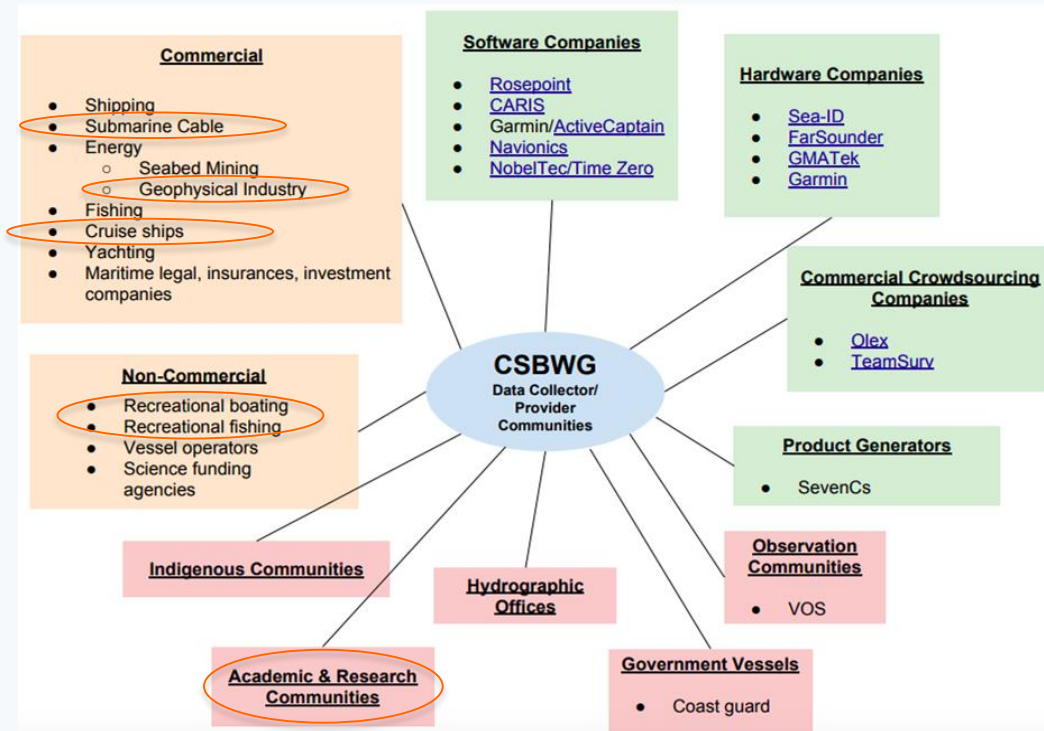 Commercial
● Shipping
● Submarine Cable
● Energy
○ Seabed Mining
○ Geophysical Industry
● Fishing
● Cruise ships
● Yachting
● Maritime legal, insurances, investment
companies
Software Companies
● Rosepoint
● CARIS
● Garmin/ActiveCaptain
● Navionics
● NobelTec/Time Zero
Hardware Companies
● Sea-ID
● FarSounder
● GMATek
● Garmin
Commercial Crowdsourcing
Companies
● Olex
● TeamSurv
CSBWG
Data Collector/
Provider
Communities
Non-Commercial
● Recreational boating
● Recreational fishing
● Vessel operators
● Science funding
agencies
Product Generators
● SevenCs
Indigenous Communities
Hydrographic
Offices
Observation
Communities
● VOS
Academic & Research
Communities
Government Vessels
● Coast guard